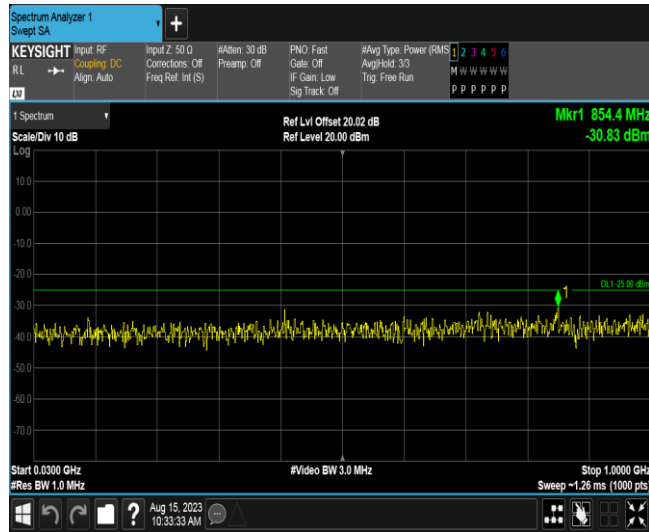 Spectrum Analyzer 1
Swept SA
KEYSIGHT
RL
LXI
Input: RF
Coupling: DC
Align: Auto
Input Z: 50 Ω
Corrections: Off
Freq Ref: Int (S)
#Atten: 30 dB
Preamp: Off
PNO: Fast
Gate: Off
IF Gain: Low
Sig Track: Off
#Avg Type: Power (RMS
Avg|Hold: 3/3
Trig: Free Run
1 2 3 4 5 6
M W W W W W
P P P P P P
1 Spectrum
Scale/Div 10 dB
Log
Ref Lvl Offset 20.02 dB
Ref Level 20.00 dBm
Mkr1 854.4 MHz
-30.83 dBm
10.0
0.00
-10.0
-20.0
DL1 -25.00 dBm
1
-30.0
-40.0
-50.0
-60.0
-70.0
Start 0.0300 GHz
#Res BW 1.0 MHz
#Video BW 3.0 MHz
Stop 1.0000 GHz
Sweep ~1.26 ms (1000 pts)
?
Aug 15, 2023
10:33:33 AM